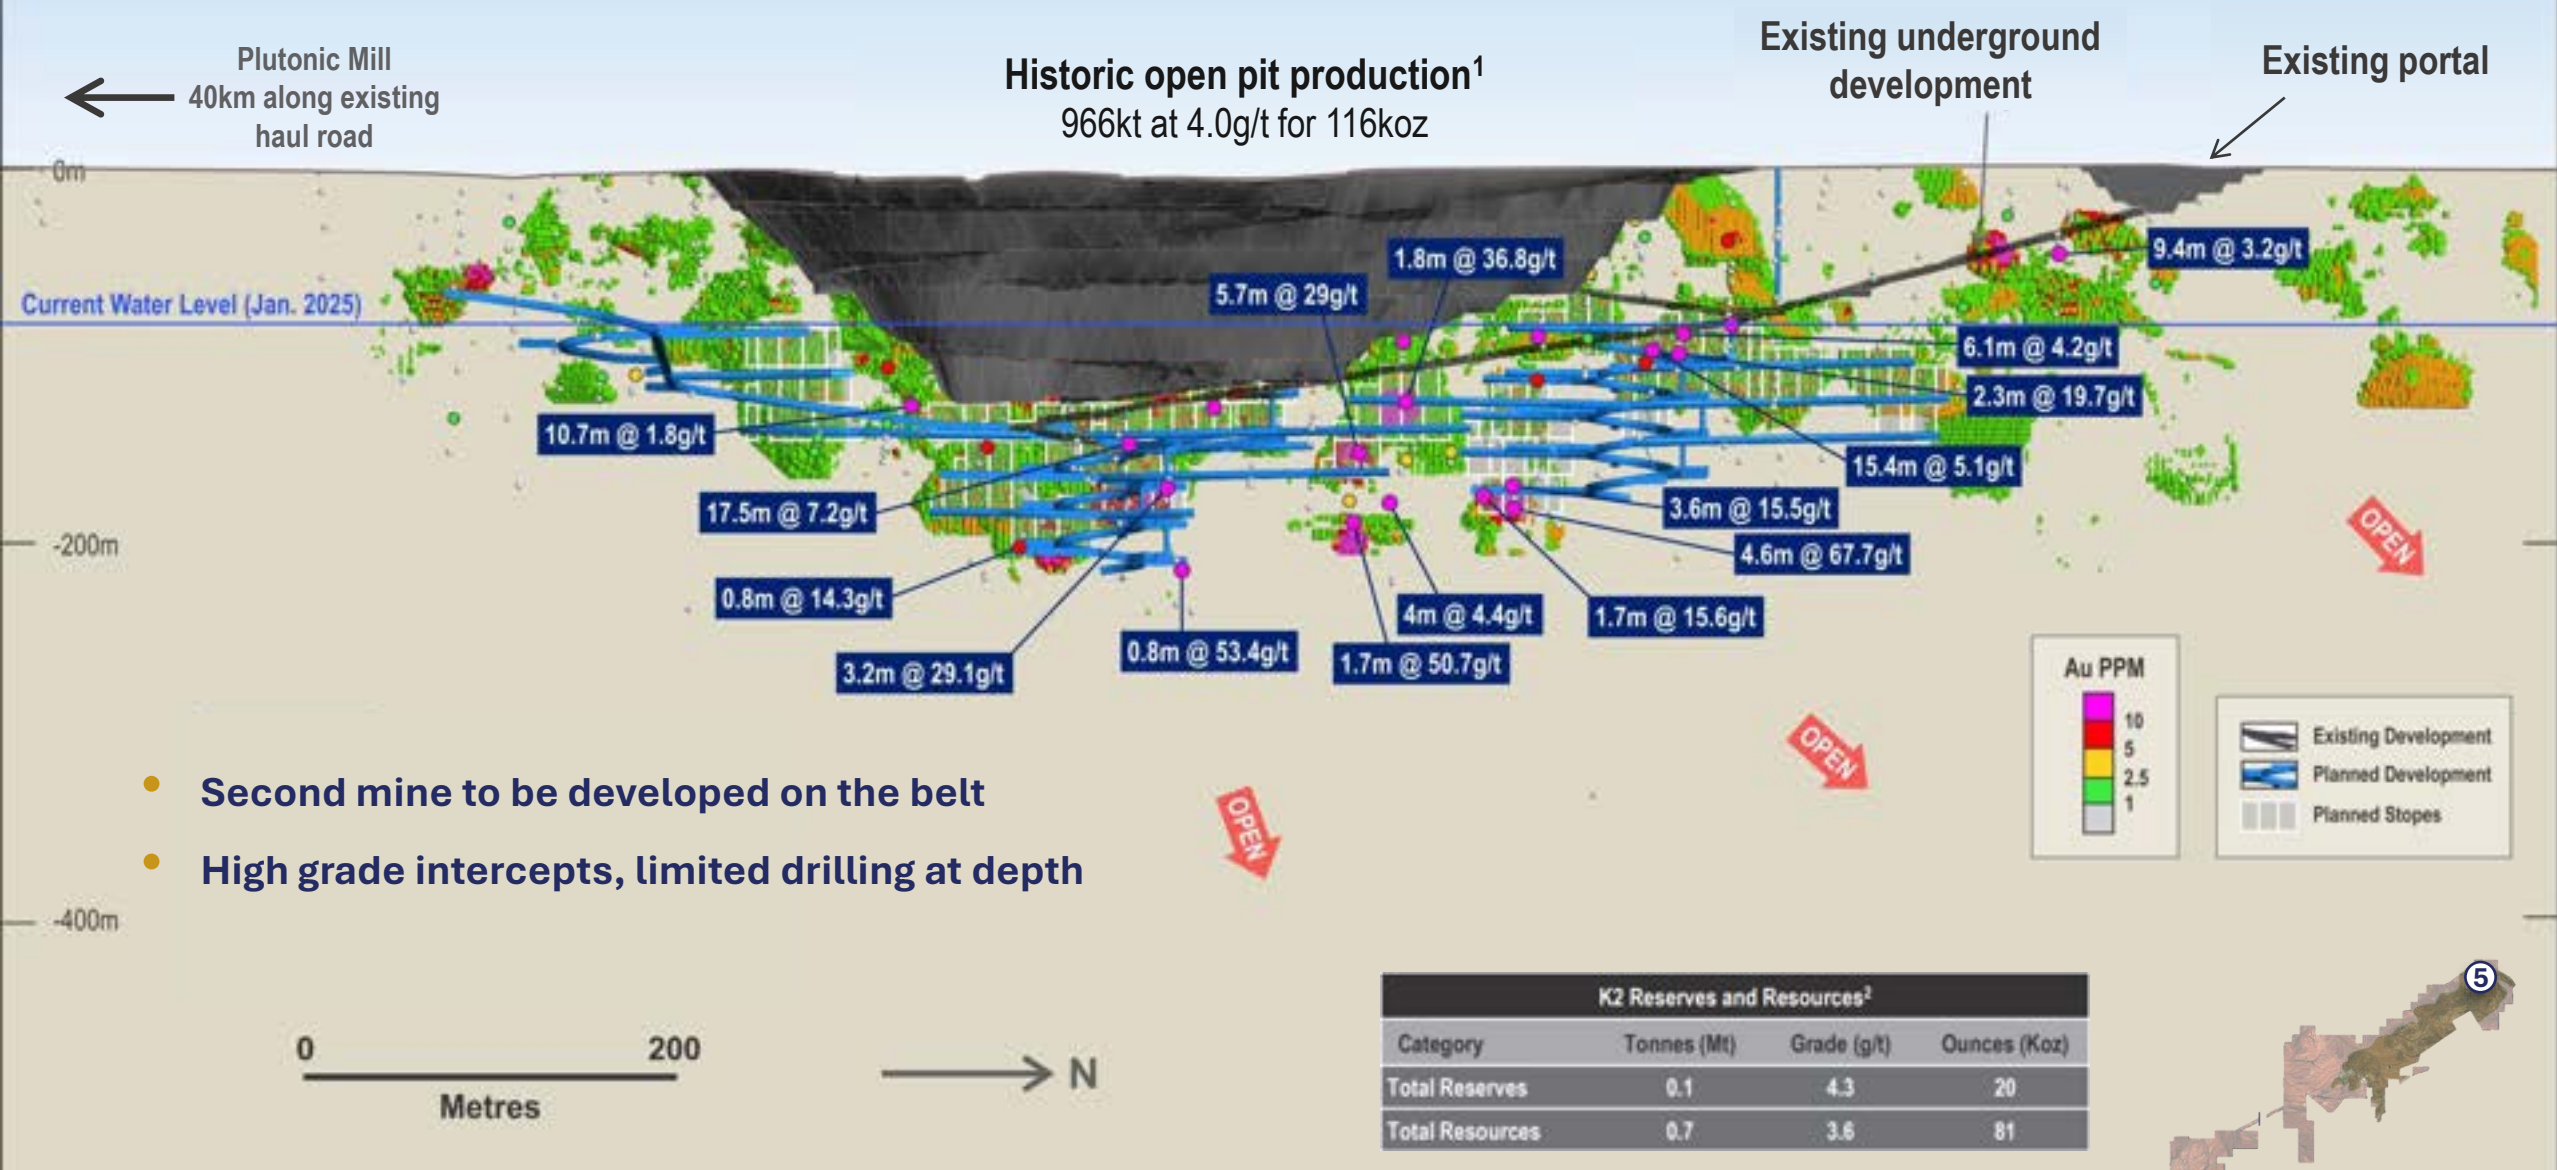 Plutonic Mill
40km along existing
haul road
Historic open pit production1
966kt at 4.0g/t for 116koz
Existing underground
development
Existing portal
0m
Current Water Level (Jan. 2025)
1.8m @ 36.8g/t
5.7m @ 29g/t
9.4m @ 3.2g/t
6.1m @ 4.2g/t
2.3m @ 19.7g/t
10.7m @ 1.8g/t
15.4m @ 5.1g/t
17.5m @ 7.2g/t
3.6m @ 15.5g/t
-200m
4.6m @ 67.7g/t
OPEN
0.8m @ 14.3g/t
4m @ 4.4g/t
1.7m @ 15.6g/t
0.8m @ 53.4g/t
1.7m @ 50.7g/t
3.2m @ 29.1g/t
Au PPM
10
5
2.5
1
Existing Development
Planned Development
Planned Stopes
OPEN
OPEN
• Second mine to be developed on the belt
• High grade intercepts, limited drilling at depth
-400m
0 200
Metres
N
K2 Reserves and Resources2
Category Tonnes (Mt) Grade (g/t) Ounces (Koz)
Total Reserves 0.1 4.3 20
Total Resources 0.7 3.6 81
5